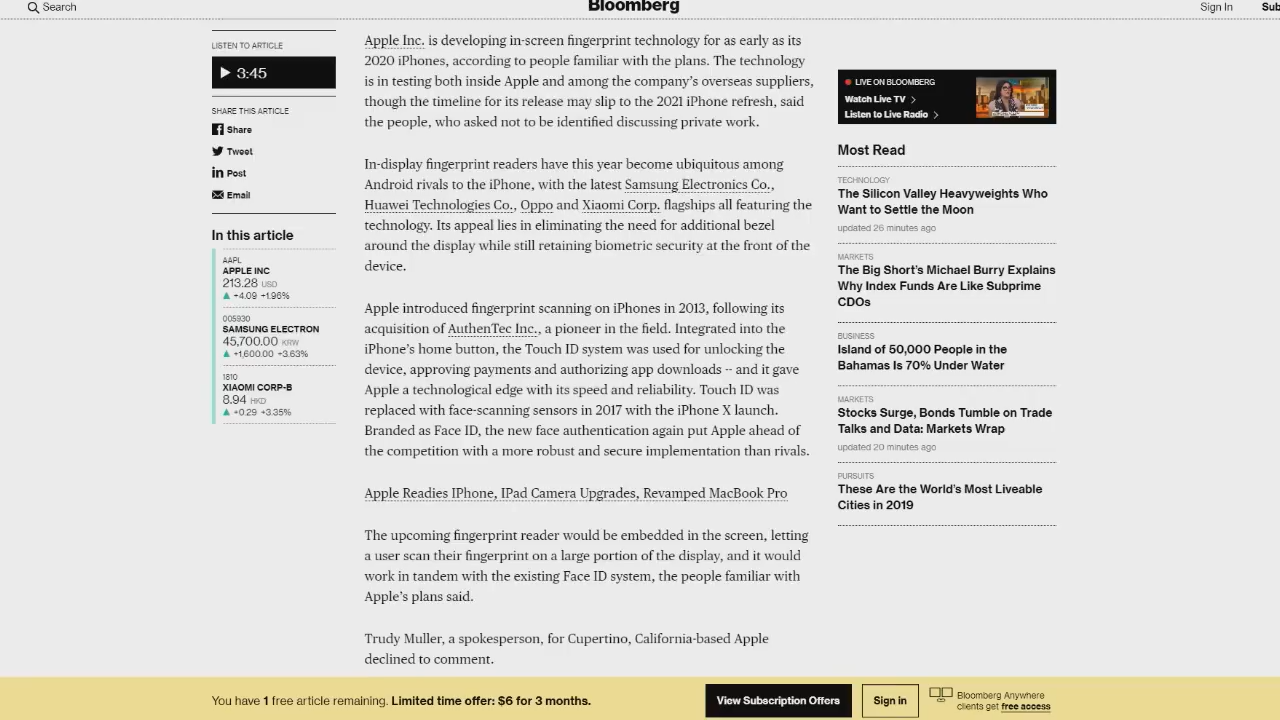 Search
Bloomberg
Sign In
Sub
LISTEN TO ARTICLE
3:45
SHARE THIS ARTICLE
Share
Tweet
Post
Email
In this article
AAPL
APPLE INC
213.28 USD
+4.09 +1.96%
005930
SAMSUNG ELECTRON
45,700.00 KRW
+1,600.00 +3.63%
1810
XIAOMI CORP-B
8.94 HKD
+0.29 +3.35%
Apple Inc. is developing in-screen fingerprint technology for as early as its
2020 iPhones, according to people familiar with the plans. The technology
is in testing both inside Apple and among the company's overseas suppliers,
though the timeline for its release may slip to the 2021 iPhone refresh, said
the people, who asked not to be identified discussing private work.
In-display fingerprint readers have this year become ubiquitous among
Android rivals to the iPhone, with the latest Samsung Electronics Co.,
Huawei Technologies Co., Oppo and Xiaomi Corp. flagships all featuring the
technology. Its appeal lies in eliminating the need for additional bezel
around the display while still retaining biometric security at the front of the
device.
Apple introduced fingerprint scanning on iPhones in 2013, following its
acquisition of AuthenTec Inc., a pioneer in the field. Integrated into the
iPhone's home button, the Touch ID system was used for unlocking the
device, approving payments and authorizing app downloads -- and it gave
Apple a technological edge with its speed and reliability. Touch ID was
replaced with face-scanning sensors in 2017 with the iPhone X launch.
Branded as Face ID, the new face authentication again put Apple ahead of
the competition with a more robust and secure implementation than rivals.
Apple Readies IPhone, IPad Camera Upgrades, Revamped MacBook Pro
The upcoming fingerprint reader would be embedded in the screen, letting
a user scan their fingerprint on a large portion of the display, and it would
work in tandem with the existing Face ID system, the people familiar with
Apple's plans said.
Trudy Muller, a spokesperson, for Cupertino, California-based Apple
declined to comment.
LIVE ON BLOOMBERG
Watch Live TV
Listen to Live Radio
Most Read
TECHNOLOGY
The Silicon Valley Heavyweights Who
Want to Settle the Moon
updated 26 minutes ago
MARKETS
The Big Short's Michael Burry Explains
Why Index Funds Are Like Subprime
CDOs
BUSINESS
Island of 50,000 People in the
Bahamas Is 70% Under Water
MARKETS
Stocks Surge, Bonds Tumble on Trade
Talks and Data: Markets Wrap
updated 20 minutes ago
PURSUITS
These Are the World's Most Liveable
Cities in 2019
You have 1 free article remaining. Limited time offer: $6 for 3 months.
View Subscription Offers
Sign in
Bloomberg Anywhere
clients get free access